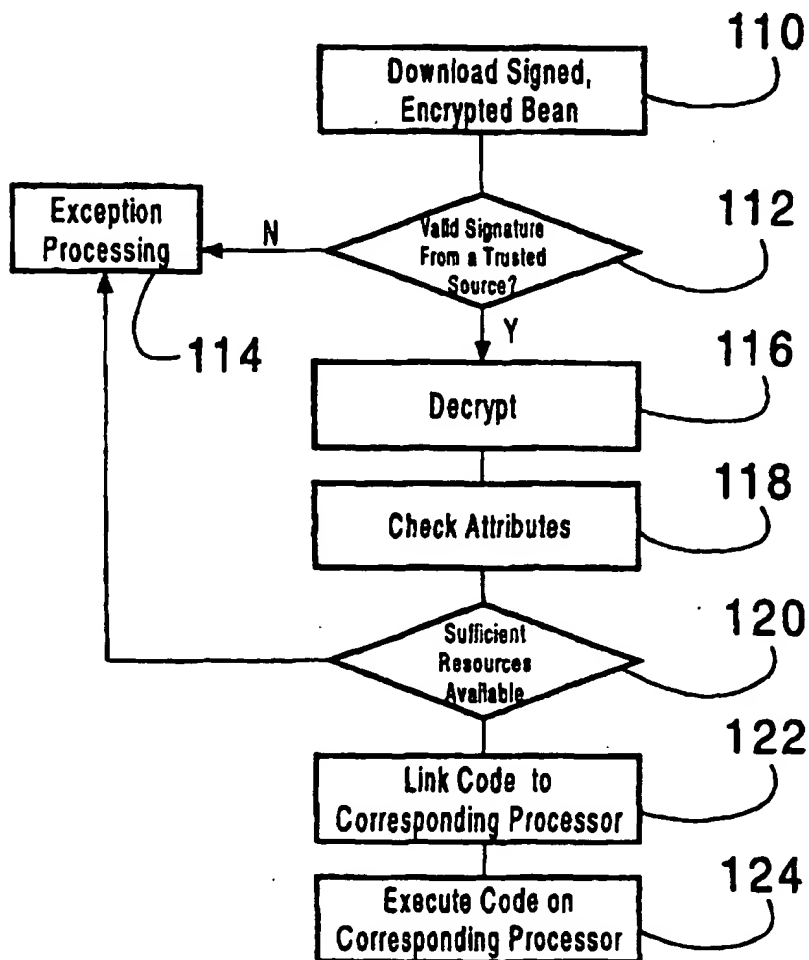 110
Download Signed,
Encrypted Bean
112
Valid Signature
From a Trusted
Source?
N
Exception
Processing
114
Y
116
Decrypt
118
Check Attributes
120
Sufficient
Resources
Available
122
Link Code to
Corresponding Processor
124
Execute Code on
Corresponding Processor